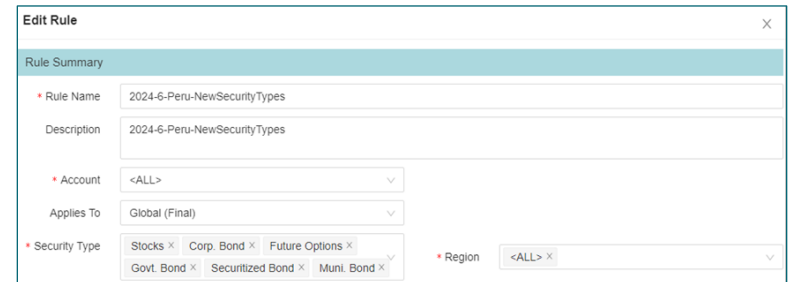 Edit Rule
Rule Summary
* Rule Name 2024-6-Peru-NewSecurityTypes
Description 2024-6-Peru-NewSecurityTypes
* Account <ALL>
Applies To Global (Final)
* Security Type Stocks × Corp. Bond × Future Options ×
Govt. Bond × Securitized Bond × Muni. Bond ×
* Region <ALL> ×